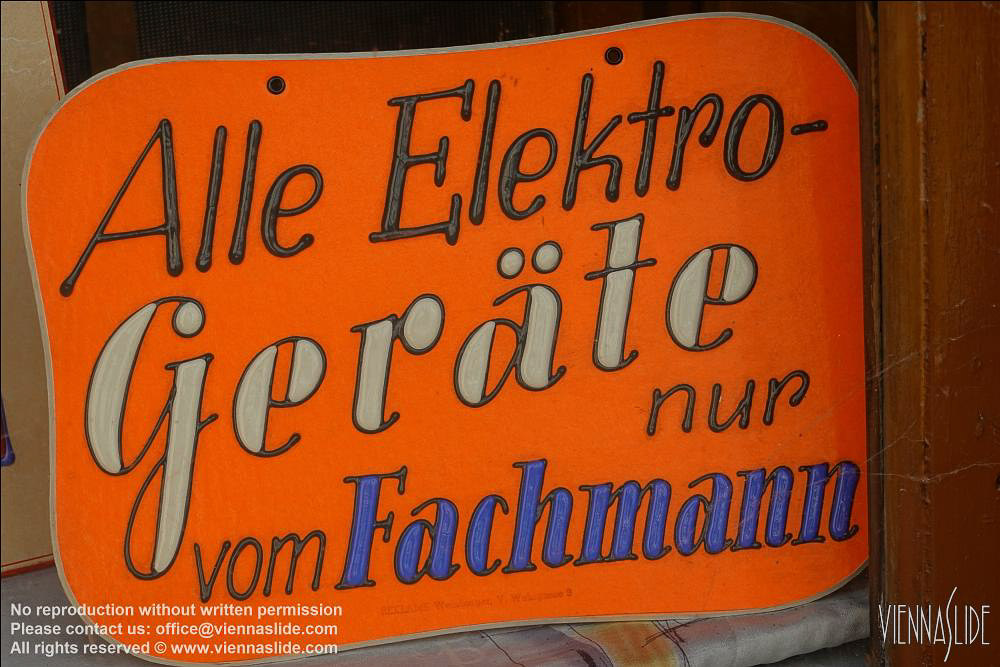 Alle Elektro-
Geräte
nur
vom Fachmann
REKLAME
No reproduction without written permission
Please contact us: office@viennaslide.com
All rights reserved © www.viennaslide.com
VIENNASLIDE